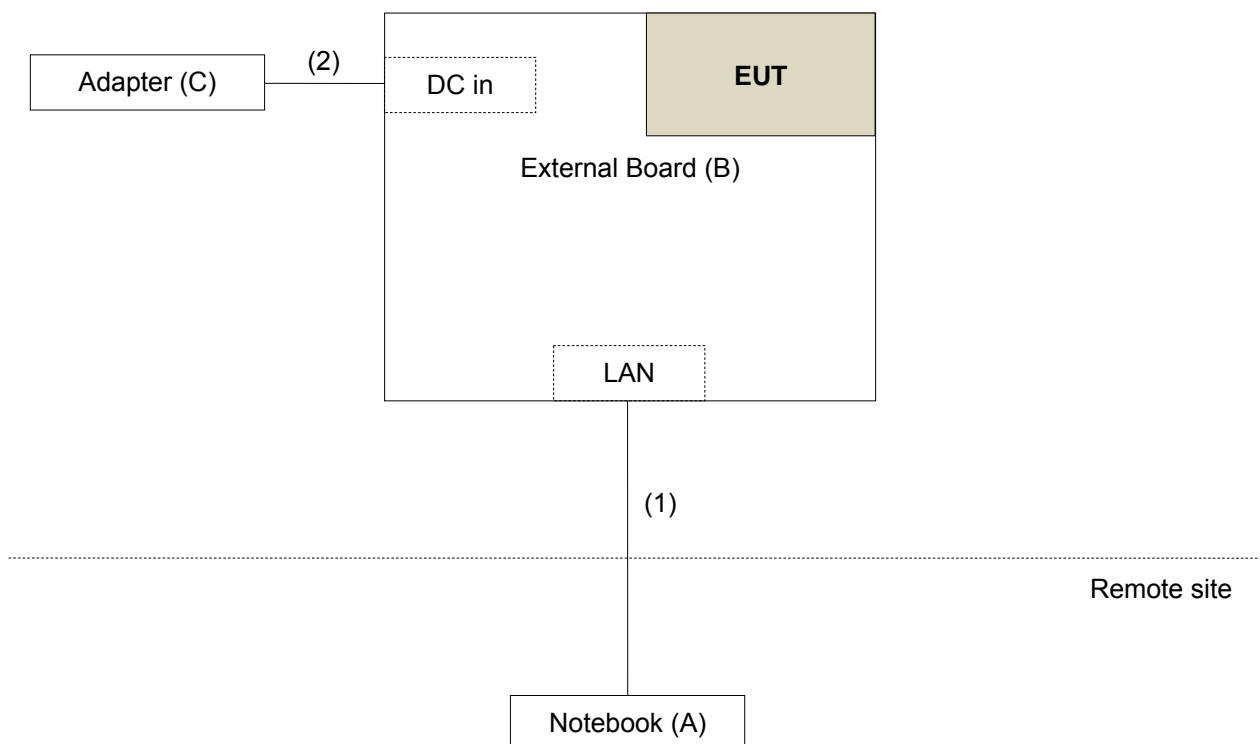 (2)
Adapter (C)
DC in
EUT
External Board (B)
LAN
(1)
Remote site
Notebook (A)